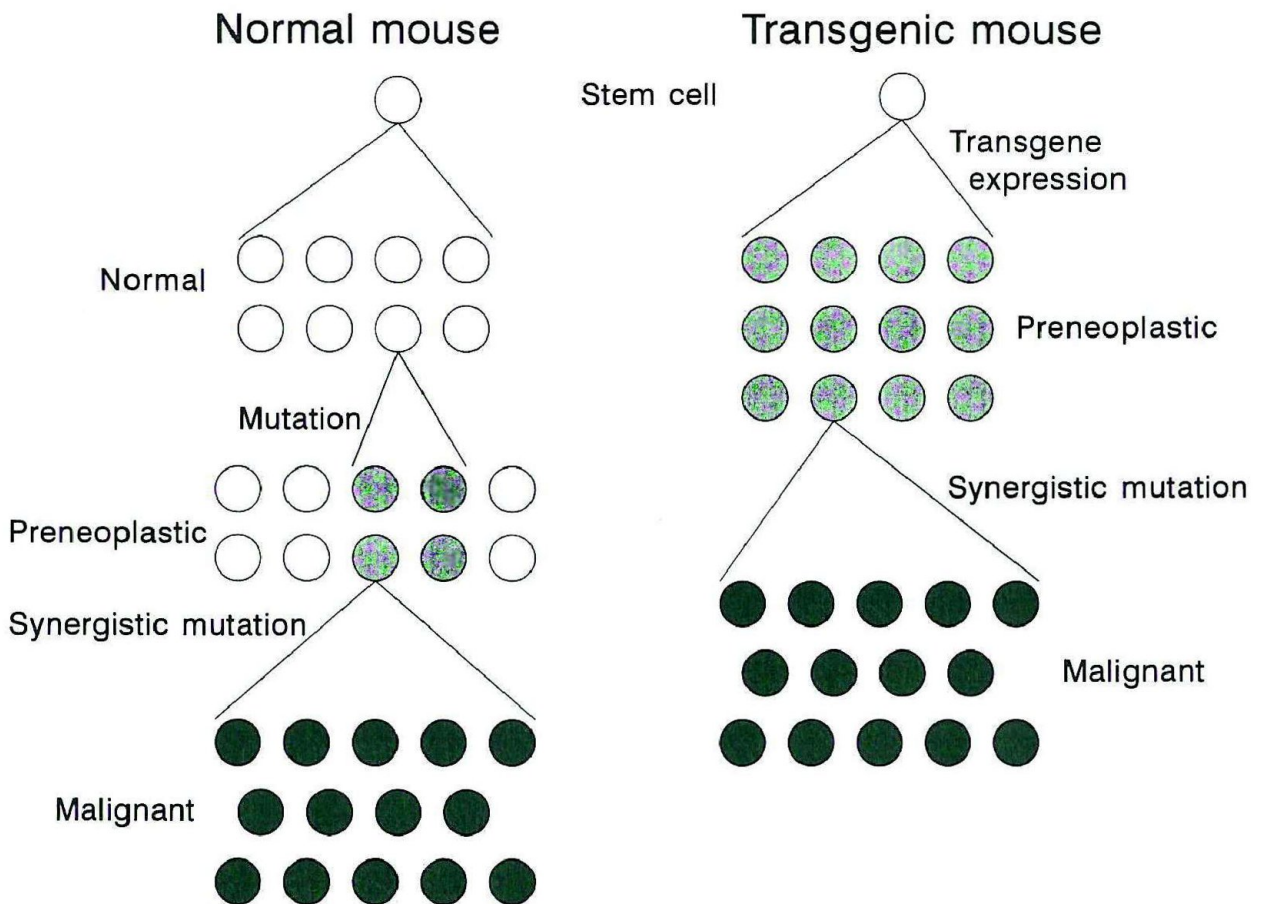 Normal mouse
Transgenic mouse
Stem cell
Transgene
expression
Normal
Preneoplastic
Mutation
Synergistic mutation
Preneoplastic
Synergistic mutation
Malignant
Malignant